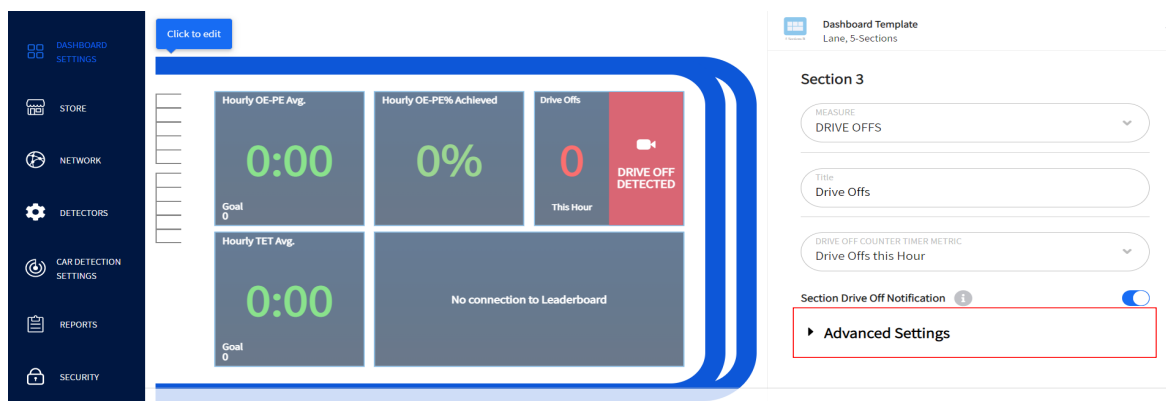 DASHBOARD
SETTINGS
STORE
NETWORK
DETECTORS
CAR DETECTION
SETTINGS
REPORTS
SECURITY
Click to edit
Hourly OE-PE Avg.
0:00
Goal
0
Hourly OE-PE% Achieved
0%
Drive Offs
0
This Hour
DRIVE OFF
DETECTED
Hourly TET Avg.
0:00
Goal
0
No connection to Leaderboard
Dashboard Template
Lane, 5-Sections
Section 3
MEASURE
DRIVE OFFS
Title
Drive Offs
DRIVE OFF COUNTER TIMER METRIC
Drive Offs this Hour
Section Drive Off Notification
Advanced Settings